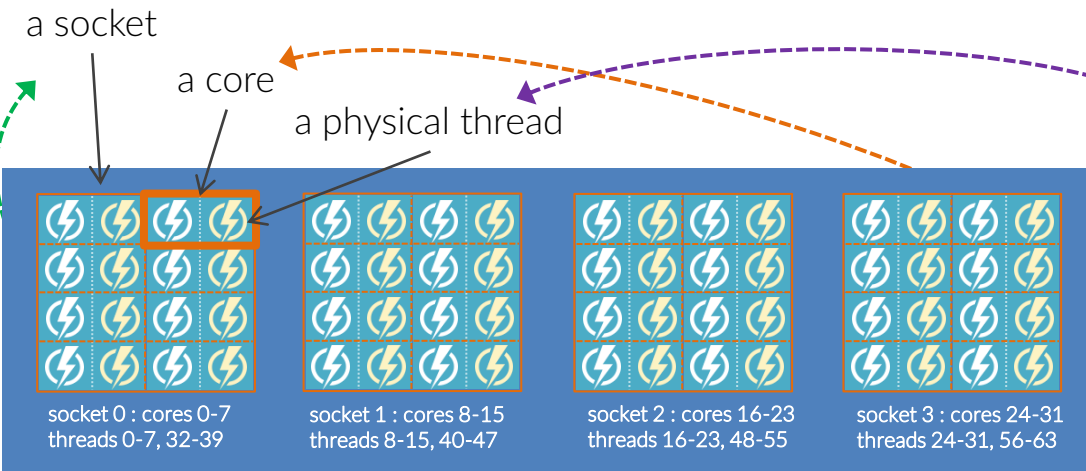 a socket
a core
a physical thread
socket 0 : cores 0-7
threads 0-7, 32-39
socket 1 : cores 8-15
threads 8-15, 40-47
socket 2 : cores 16-23
threads 16-23, 48-55
socket 3 : cores 24-31
threads 24-31, 56-63